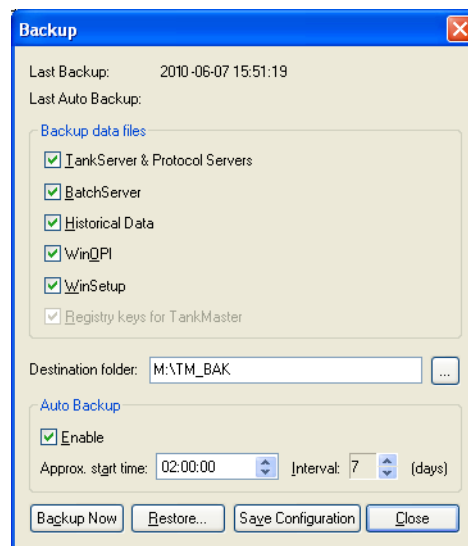 Backup
Last Backup: 2010-06-07 15:51:19
Last Auto Backup:
Backup data files
TankServer & Protocol Servers
BatchServer
Historical Data
WinOPI
WinSetup
Registry keys for TankMaster
Destination folder: M:\TM_BAK ...
Auto Backup
Enable
Approx. start time: 02:00:00 Interval: 7 (days)
Backup Now Restore... Save Configuration Close